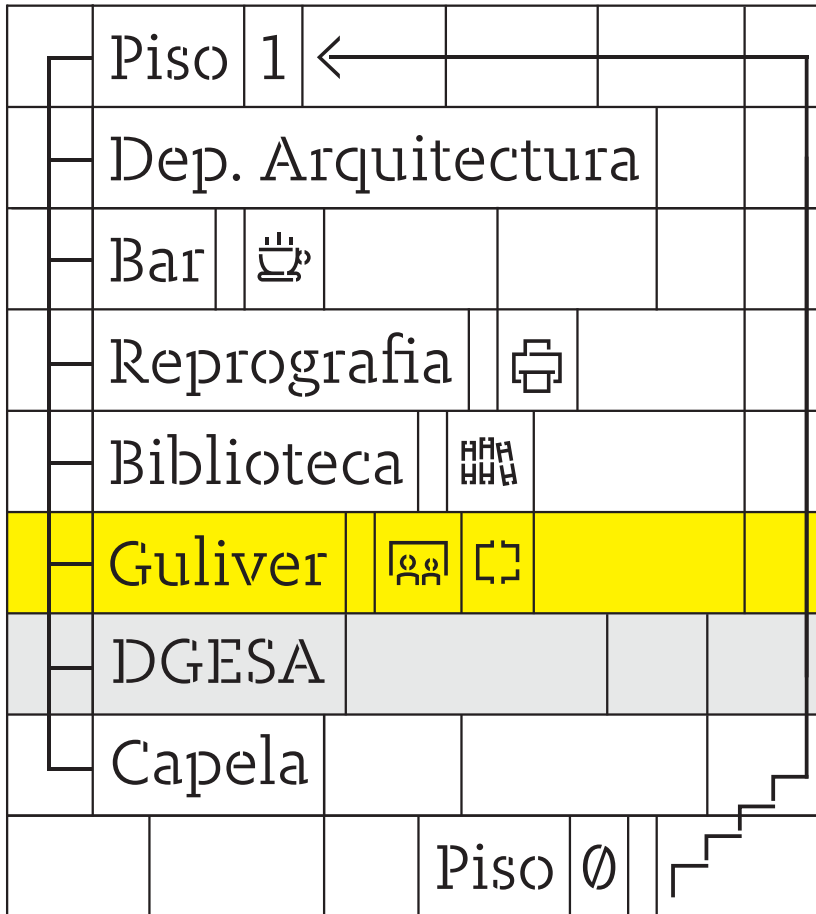 Piso 1
Dep. Arquitectura
Bar
Reprografia
Biblioteca
Guliver
DGESA
Capela
Piso 0